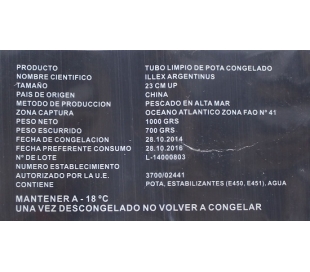 PRODUCTO TUBO LIMPIO DE POTA CONGELADO
NOMBRE CIENTIFICO ILLEX ARGENTINUS
TAMAÑO 23 CM UP
PAIS DE ORIGEN CHINA
METODO DE PRODUCCION PESCADO EN ALTA MAR
ZONA CAPTURA OCEANO ATLANTICO ZONA FAO Nº 41
PESO NETO 1000 GRS
PESO ESCURRIDO 700 GRS
FECHA DE CONGELACION 28.10.2014
FECHA PREFERENTE CONSUMO 28.10.2016
Nº DE LOTE L-14000803
NUMERO ESTABLECIMIENTO
AUTORIZADO POR LA U.E. 3700/02441
CONTIENE POTA, ESTABILIZANTES (E450, E451), AGUA
MANTENER A - 18 ºC
UNA VEZ DESCONGELADO NO VOLVER A CONGELAR